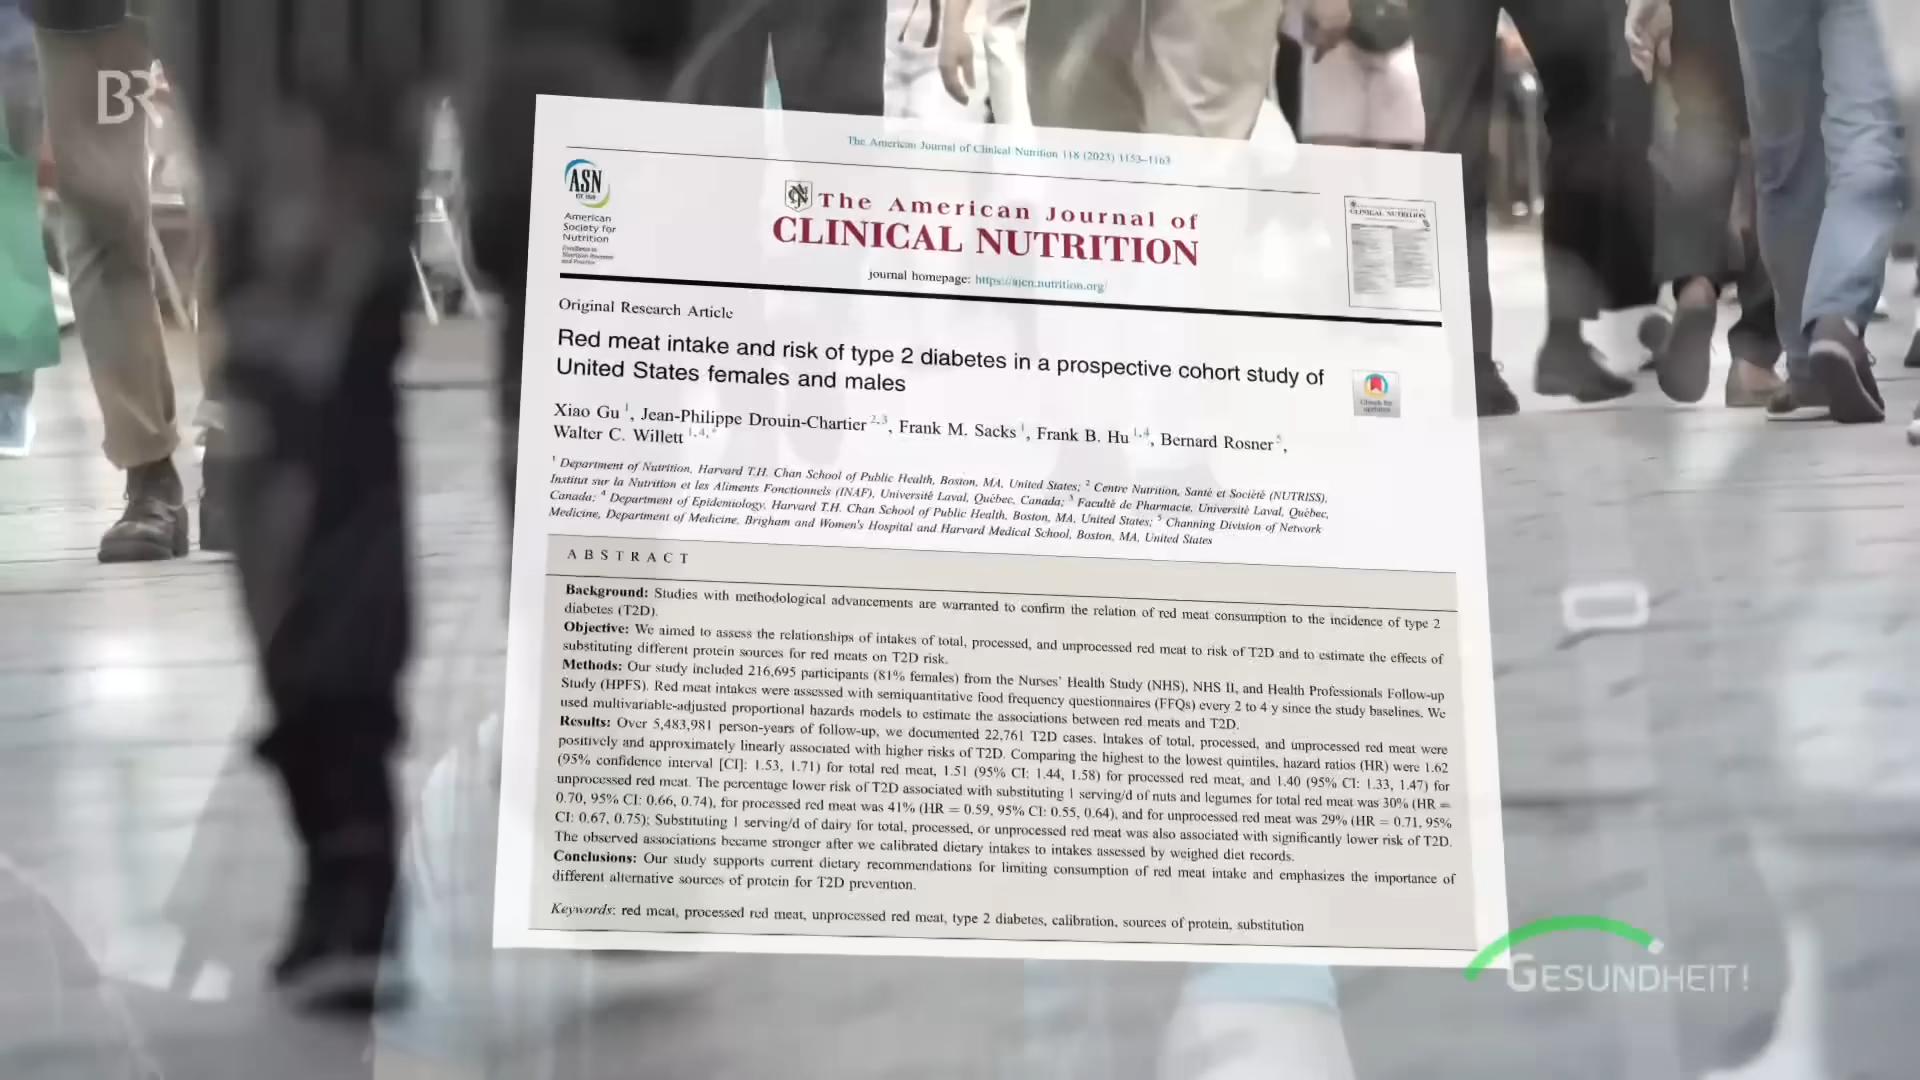 BR
The American Journal of Clinical Nutrition 118 (2023) 1153–1163
ASN
American
Society for
Nutrition
The American Journal of
CLINICAL NUTRITION
CLINICAL NUTRITION
journal homepage: https://ajcn.nutrition.org/
Original Research Article
Red meat intake and risk of type 2 diabetes in a prospective cohort study of
United States females and males
Check for
updates
Xiao Gu 1, Jean-Philippe Drouin-Chartier 2,3, Frank M. Sacks 1, Frank B. Hu 1,4, Bernard Rosner 5,
Walter C. Willett 1,4,*
1 Department of Nutrition, Harvard T.H. Chan School of Public Health, Boston, MA, United States; 2 Centre Nutrition, Santé et Société (NUTRISS),
Institut sur la Nutrition et les Aliments Fonctionnels (INAF), Université Laval, Québec, Canada; 3 Faculté de Pharmacie, Université Laval, Québec,
Canada; 4 Department of Epidemiology, Harvard T.H. Chan School of Public Health, Boston, MA, United States; 5 Channing Division of Network
Medicine, Department of Medicine, Brigham and Women's Hospital and Harvard Medical School, Boston, MA, United States
ABSTRACT
Background: Studies with methodological advancements are warranted to confirm the relation of red meat consumption to the incidence of type 2
diabetes (T2D).
Objective: We aimed to assess the relationships of intakes of total, processed, and unprocessed red meat to risk of T2D and to estimate the effects of
substituting different protein sources for red meats on T2D risk.
Methods: Our study included 216,695 participants (81% females) from the Nurses' Health Study (NHS), NHS II, and Health Professionals Follow-up
Study (HPFS). Red meat intakes were assessed with semiquantitative food frequency questionnaires (FFQs) every 2 to 4 y since the study baselines. We
used multivariable-adjusted proportional hazards models to estimate the associations between red meats and T2D.
Results: Over 5,483,981 person-years of follow-up, we documented 22,761 T2D cases. Intakes of total, processed, and unprocessed red meat were
positively and approximately linearly associated with higher risks of T2D. Comparing the highest to the lowest quintiles, hazard ratios (HR) were 1.62
(95% confidence interval [CI]: 1.53, 1.71) for total red meat, 1.51 (95% CI: 1.44, 1.58) for processed red meat, and 1.40 (95% CI: 1.33, 1.47) for
unprocessed red meat. The percentage lower risk of T2D associated with substituting 1 serving/d of nuts and legumes for total red meat was 30% (HR =
0.70, 95% CI: 0.66, 0.74), for processed red meat was 41% (HR = 0.59, 95% CI: 0.55, 0.64), and for unprocessed red meat was 29% (HR = 0.71, 95%
CI: 0.67, 0.75); Substituting 1 serving/d of dairy for total, processed, or unprocessed red meat was also associated with significantly lower risk of T2D.
The observed associations became stronger after we calibrated dietary intakes to intakes assessed by weighed diet records.
Conclusions: Our study supports current dietary recommendations for limiting consumption of red meat intake and emphasizes the importance of
different alternative sources of protein for T2D prevention.
Keywords: red meat, processed red meat, unprocessed red meat, type 2 diabetes, calibration, sources of protein, substitution
GESUNDHEIT!